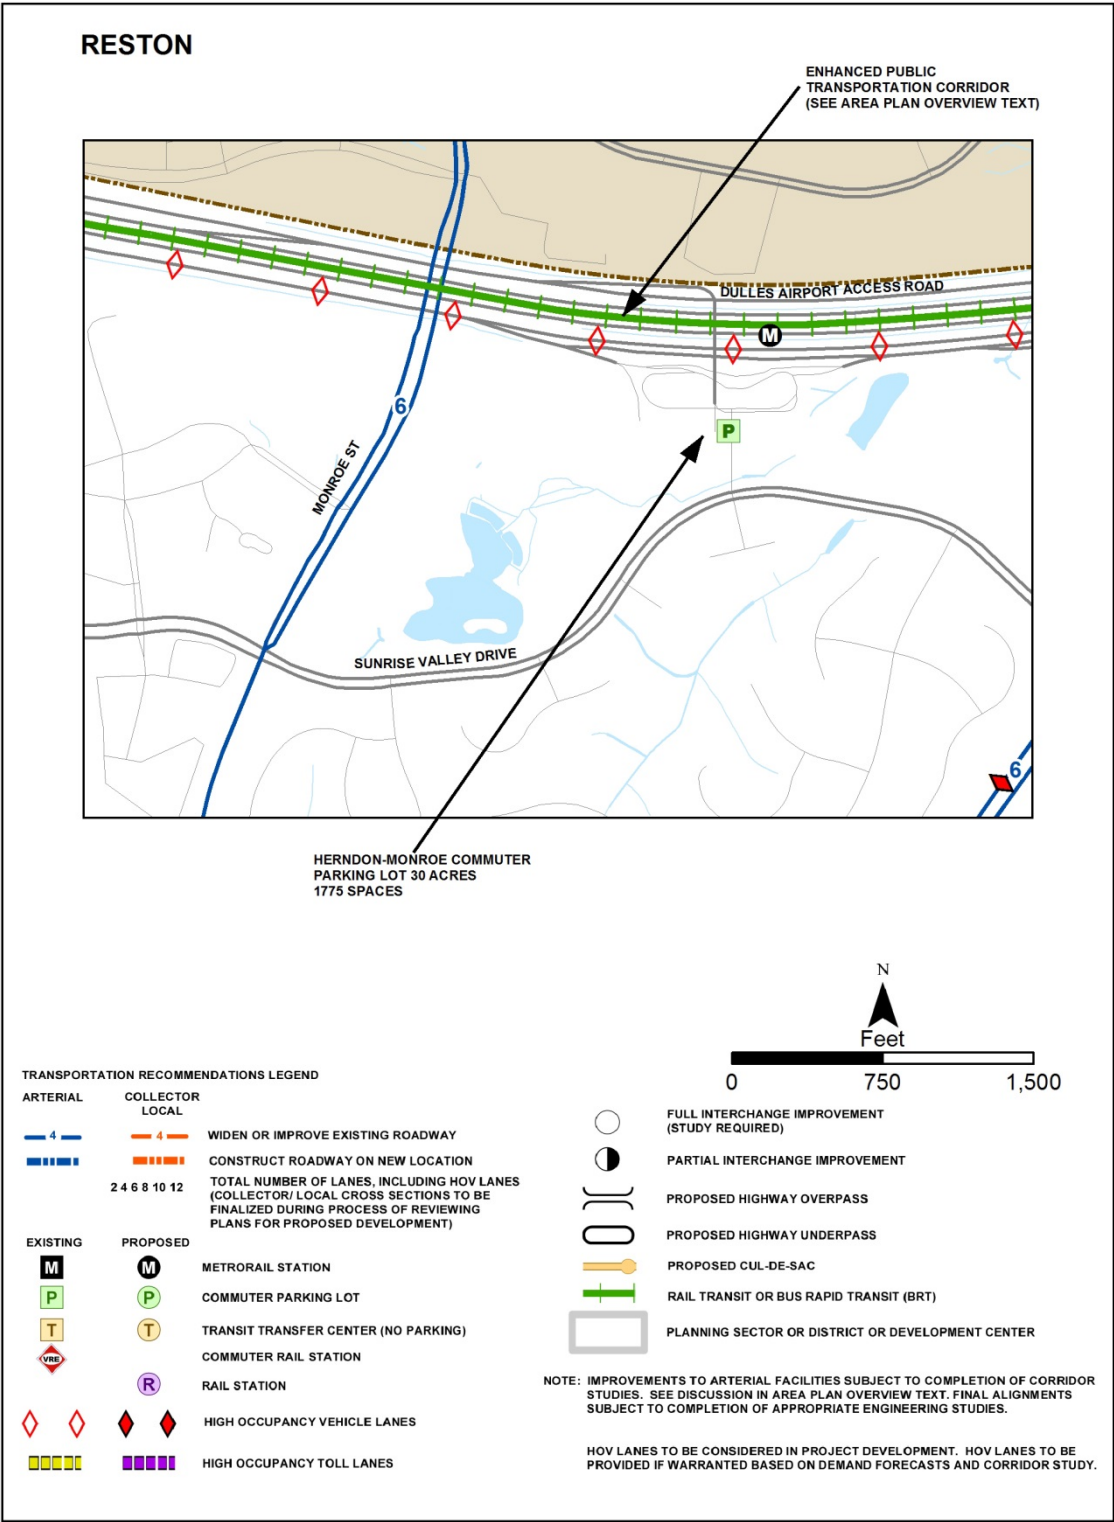 RESTON
ENHANCED PUBLIC
TRANSPORTATION CORRIDOR
(SEE AREA PLAN OVERVIEW TEXT)
DULLES AIRPORT ACCESS ROAD
M
6
P
MONROE ST
SUNRISE VALLEY DRIVE
6
HERNDON-MONROE COMMUTER
PARKING LOT 30 ACRES
1775 SPACES
N
Feet
0 750 1,500
TRANSPORTATION RECOMMENDATIONS LEGEND
ARTERIAL COLLECTOR
LOCAL
4 4 WIDEN OR IMPROVE EXISTING ROADWAY
CONSTRUCT ROADWAY ON NEW LOCATION
2 4 6 8 10 12 TOTAL NUMBER OF LANES, INCLUDING HOV LANES
(COLLECTOR/ LOCAL CROSS SECTIONS TO BE
FINALIZED DURING PROCESS OF REVIEWING
PLANS FOR PROPOSED DEVELOPMENT)
EXISTING PROPOSED
M M METRORAIL STATION
P P COMMUTER PARKING LOT
T T TRANSIT TRANSFER CENTER (NO PARKING)
VRE COMMUTER RAIL STATION
R RAIL STATION
HIGH OCCUPANCY VEHICLE LANES
HIGH OCCUPANCY TOLL LANES
FULL INTERCHANGE IMPROVEMENT
(STUDY REQUIRED)
PARTIAL INTERCHANGE IMPROVEMENT
PROPOSED HIGHWAY OVERPASS
PROPOSED HIGHWAY UNDERPASS
PROPOSED CUL-DE-SAC
RAIL TRANSIT OR BUS RAPID TRANSIT (BRT)
PLANNING SECTOR OR DISTRICT OR DEVELOPMENT CENTER
NOTE: IMPROVEMENTS TO ARTERIAL FACILITIES SUBJECT TO COMPLETION OF CORRIDOR
STUDIES. SEE DISCUSSION IN AREA PLAN OVERVIEW TEXT. FINAL ALIGNMENTS
SUBJECT TO COMPLETION OF APPROPRIATE ENGINEERING STUDIES.
HOV LANES TO BE CONSIDERED IN PROJECT DEVELOPMENT. HOV LANES TO BE
PROVIDED IF WARRANTED BASED ON DEMAND FORECASTS AND CORRIDOR STUDY.